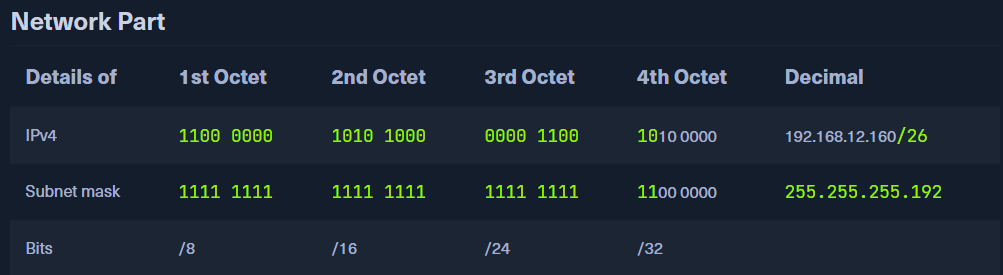 Network Part
Details of 1st Octet 2nd Octet 3rd Octet 4th Octet Decimal
IPv4 1100 0000 1010 1000 0000 1100 1010 0000 192.168.12.160/26
Subnet mask 1111 1111 1111 1111 1111 1111 1100 0000 255.255.255.192
Bits /8 /16 /24 /32